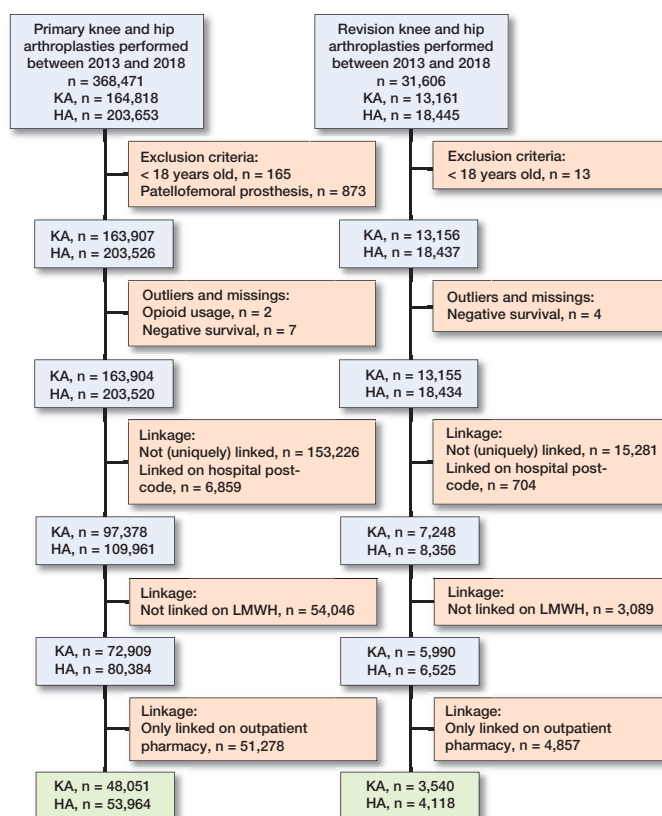 Primary knee and hip
arthroplasties performed
between 2013 and 2018
n = 368,471
KA, n = 164,818
HA, n = 203,653
Exclusion criteria:
< 18 years old, n = 165
Patellofemoral prosthesis, n = 873
KA, n = 163,907
HA, n = 203,526
Outliers and missings:
Opioid usage, n = 2
Negative survival, n = 7
KA, n = 163,904
HA, n = 203,520
Linkage:
Not (uniquely) linked, n = 153,226
Linked on hospital post-
code, n = 6,859
KA, n = 97,378
HA, n = 109,961
Linkage:
Not linked on LMWH, n = 54,046
KA, n = 72,909
HA, n = 80,384
Linkage:
Only linked on outpatient
pharmacy, n = 51,278
KA, n = 48,051
HA, n = 53,964
Revision knee and hip
arthroplasties performed
between 2013 and 2018
n = 31,606
KA, n = 13,161
HA, n = 18,445
Exclusion criteria:
< 18 years old, n = 13
KA, n = 13,156
HA, n = 18,437
Outliers and missings:
Negative survival, n = 4
KA, n = 13,155
HA, n = 18,434
Linkage:
Not (uniquely) linked, n = 15,281
Linked on hospital post-
code, n = 704
KA, n = 7,248
HA, n = 8,356
Linkage:
Not linked on LMWH, n = 3,089
KA, n = 5,990
HA, n = 6,525
Linkage:
Only linked on outpatient
pharmacy, n = 4,857
KA, n = 3,540
HA, n = 4,118